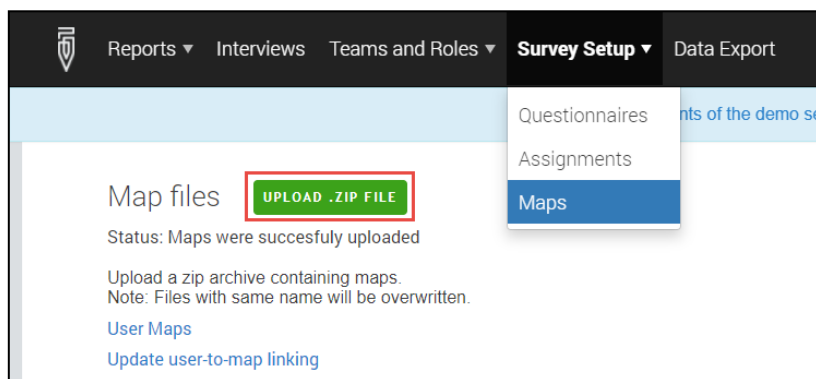 Reports ▾ Interviews Teams and Roles ▾ Survey Setup ▾ Data Export
Questionnaires
nts of the demo se
Assignments
Maps
Map files
UPLOAD .ZIP FILE
Status: Maps were succesfuly uploaded
Upload a zip archive containing maps.
Note: Files with same name will be overwritten.
User Maps
Update user-to-map linking